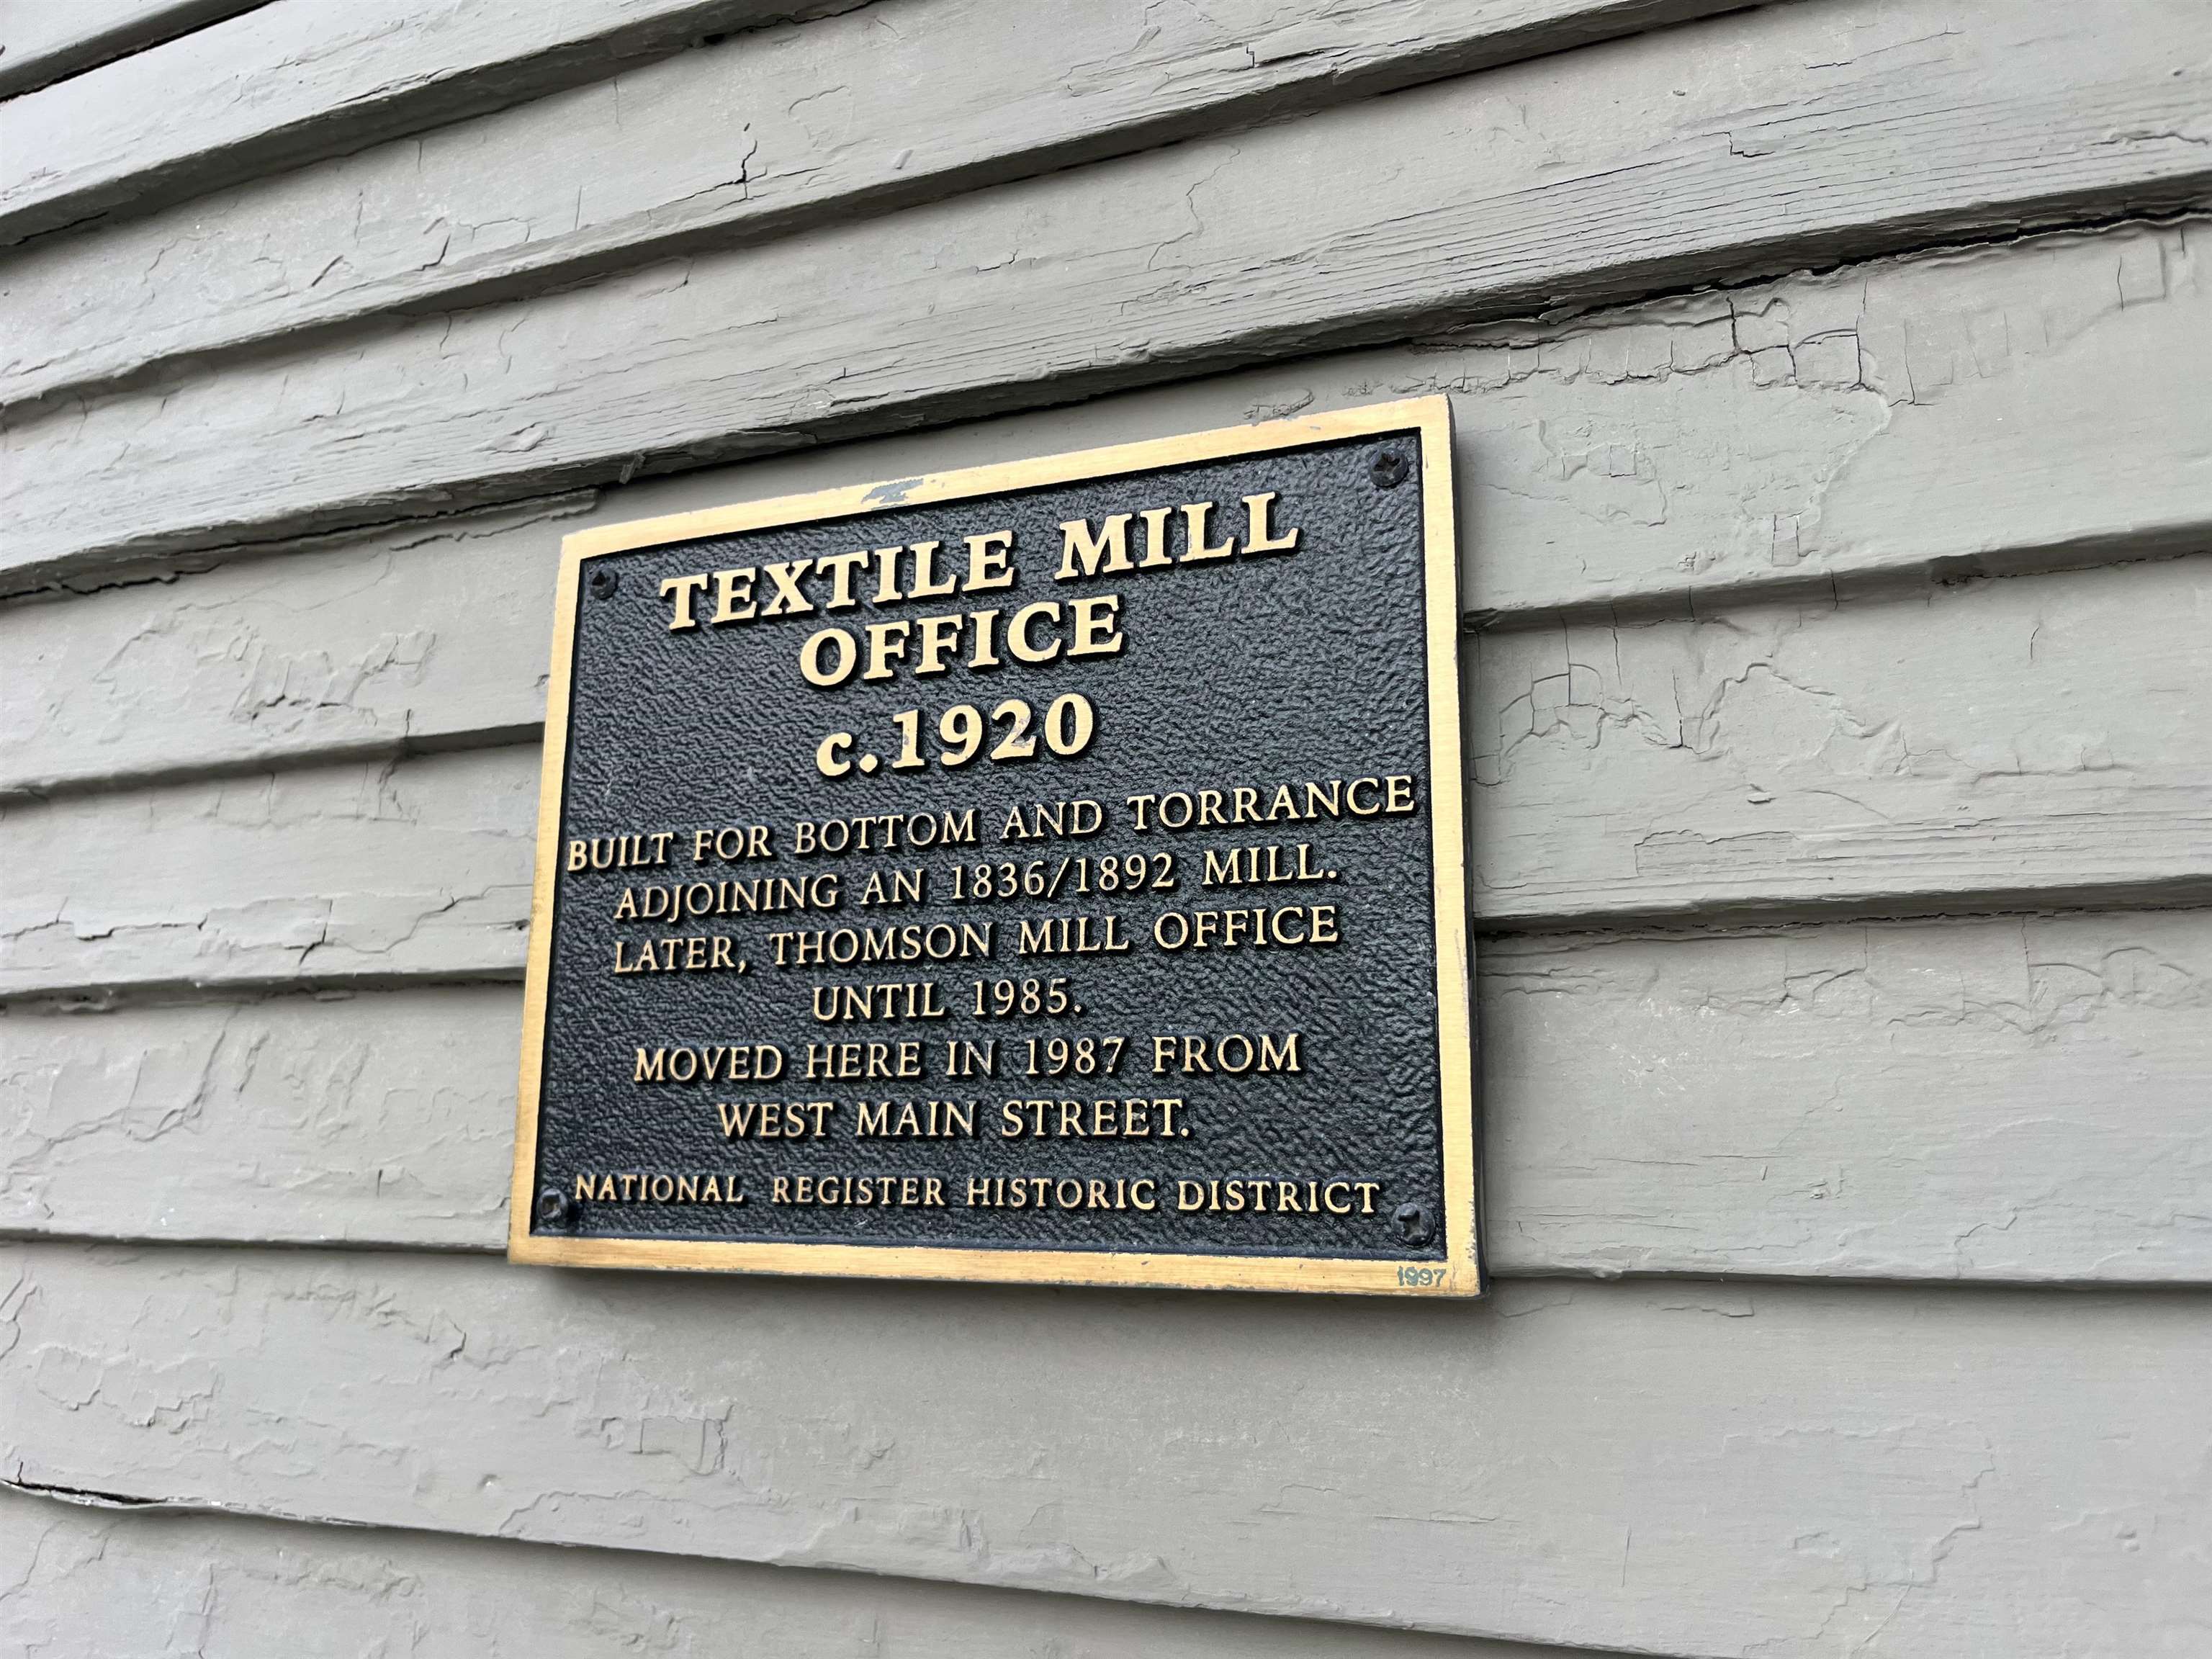 TEXTILE MILL
OFFICE
c.1920
BUILT FOR BOTTOM AND TORRANCE
ADJOINING AN 1836/1892 MILL.
LATER, THOMSON MILL OFFICE
UNTIL 1985.
MOVED HERE IN 1987 FROM
WEST MAIN STREET.
NATIONAL REGISTER HISTORIC DISTRICT
1997